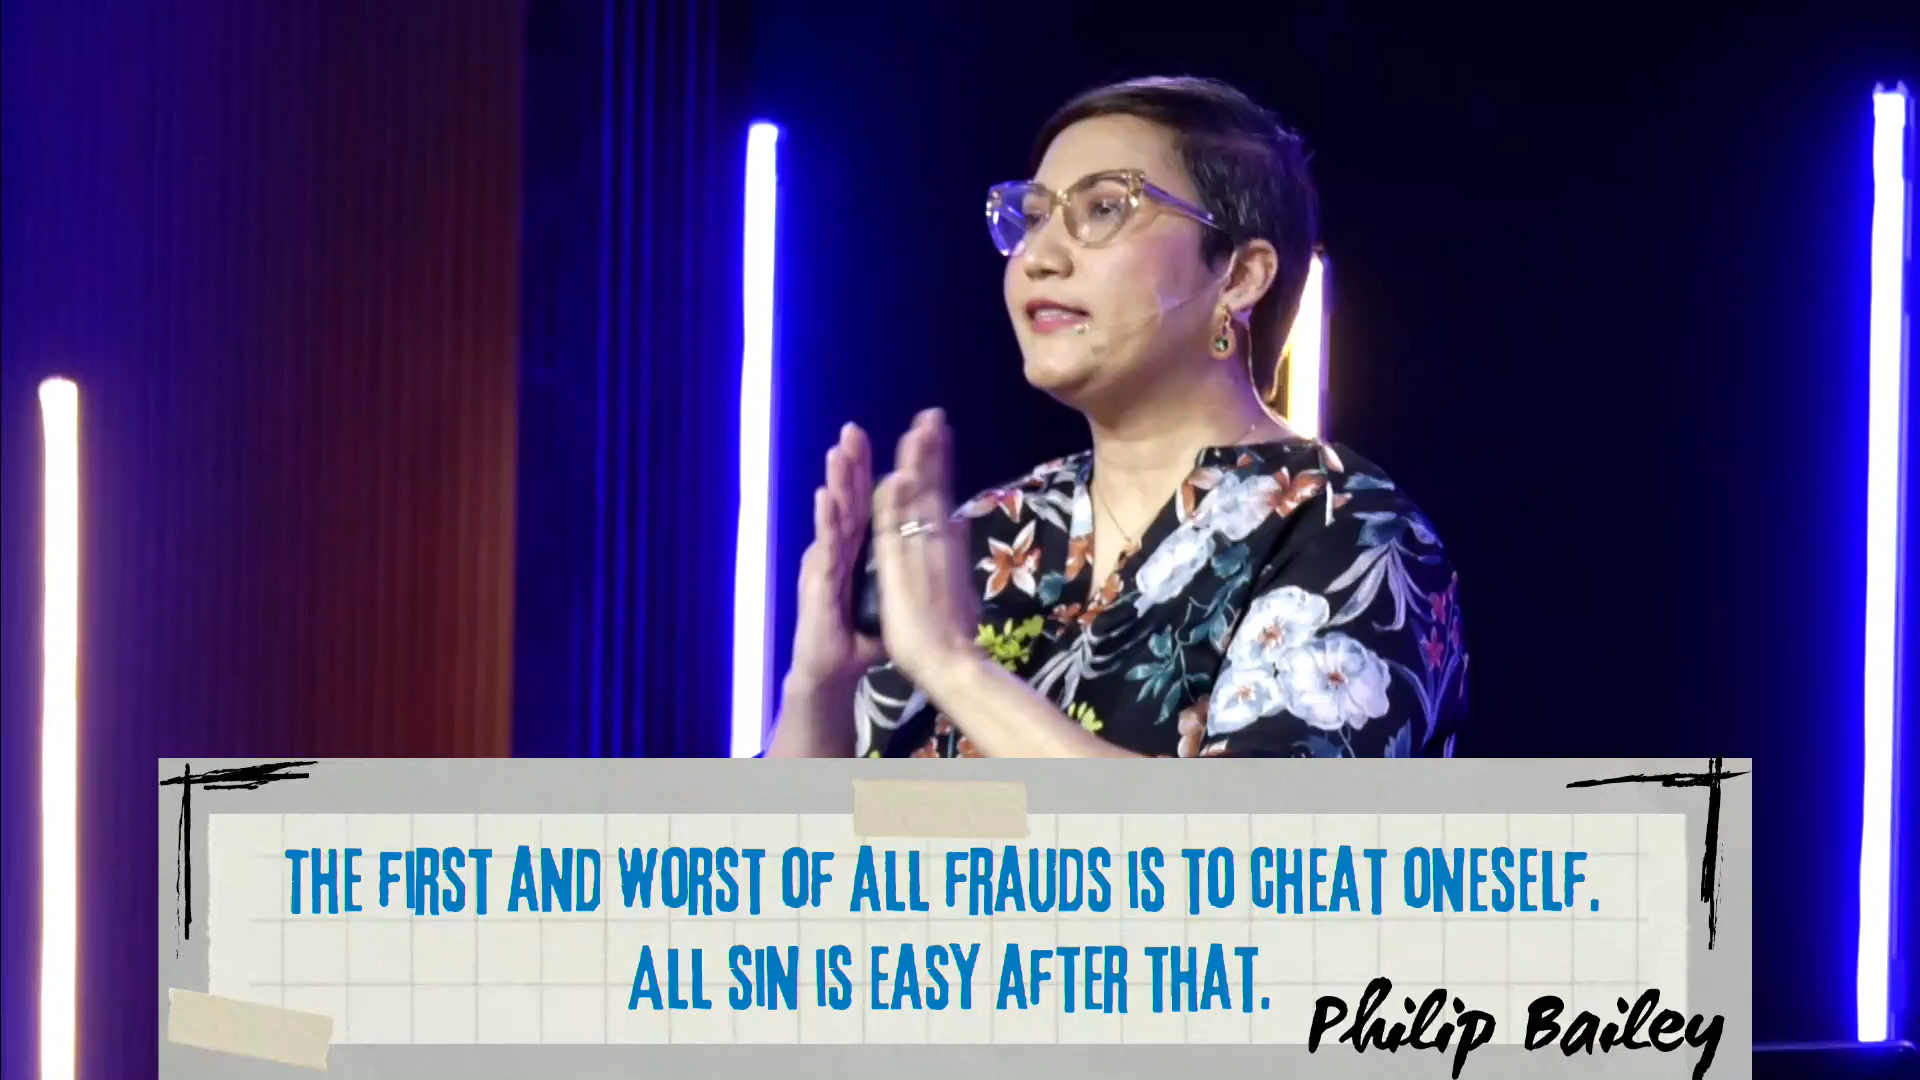 THE FIRST AND WORST OF ALL FRAUDS IS TO CHEAT ONESELF.
ALL SIN IS EASY AFTER THAT.
Philip Bailey